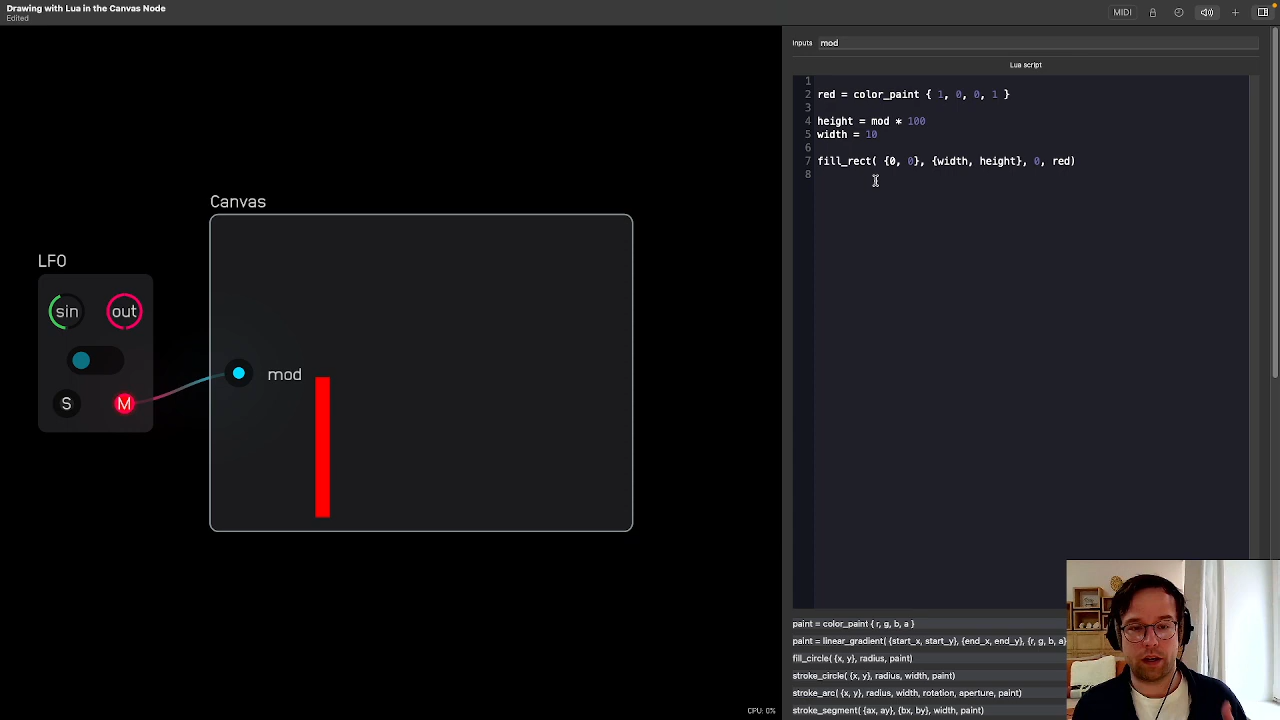 Drawing with Lua in the Canvas Node
Edited
MIDI
Inputs
mod
Lua script
1
2 red = color_paint { 1, 0, 0, 1 }
3
4 height = mod * 100
5 width = 10
6
7 fill_rect( {0, 0}, {width, height}, 0, red)
8
Canvas
LFO
sin
out
S
M
mod
paint = color_paint { r, g, b, a }
paint = linear_gradient( {start_x, start_y}, {end_x, end_y}, {r, g, b, a}
fill_circle( {x, y}, radius, paint)
stroke_circle( {x, y}, radius, width, paint)
stroke_arc( {x, y}, radius, width, rotation, aperture, paint)
stroke_segment( {ax, ay}, {bx, by}, width, paint)
CPU: 0%